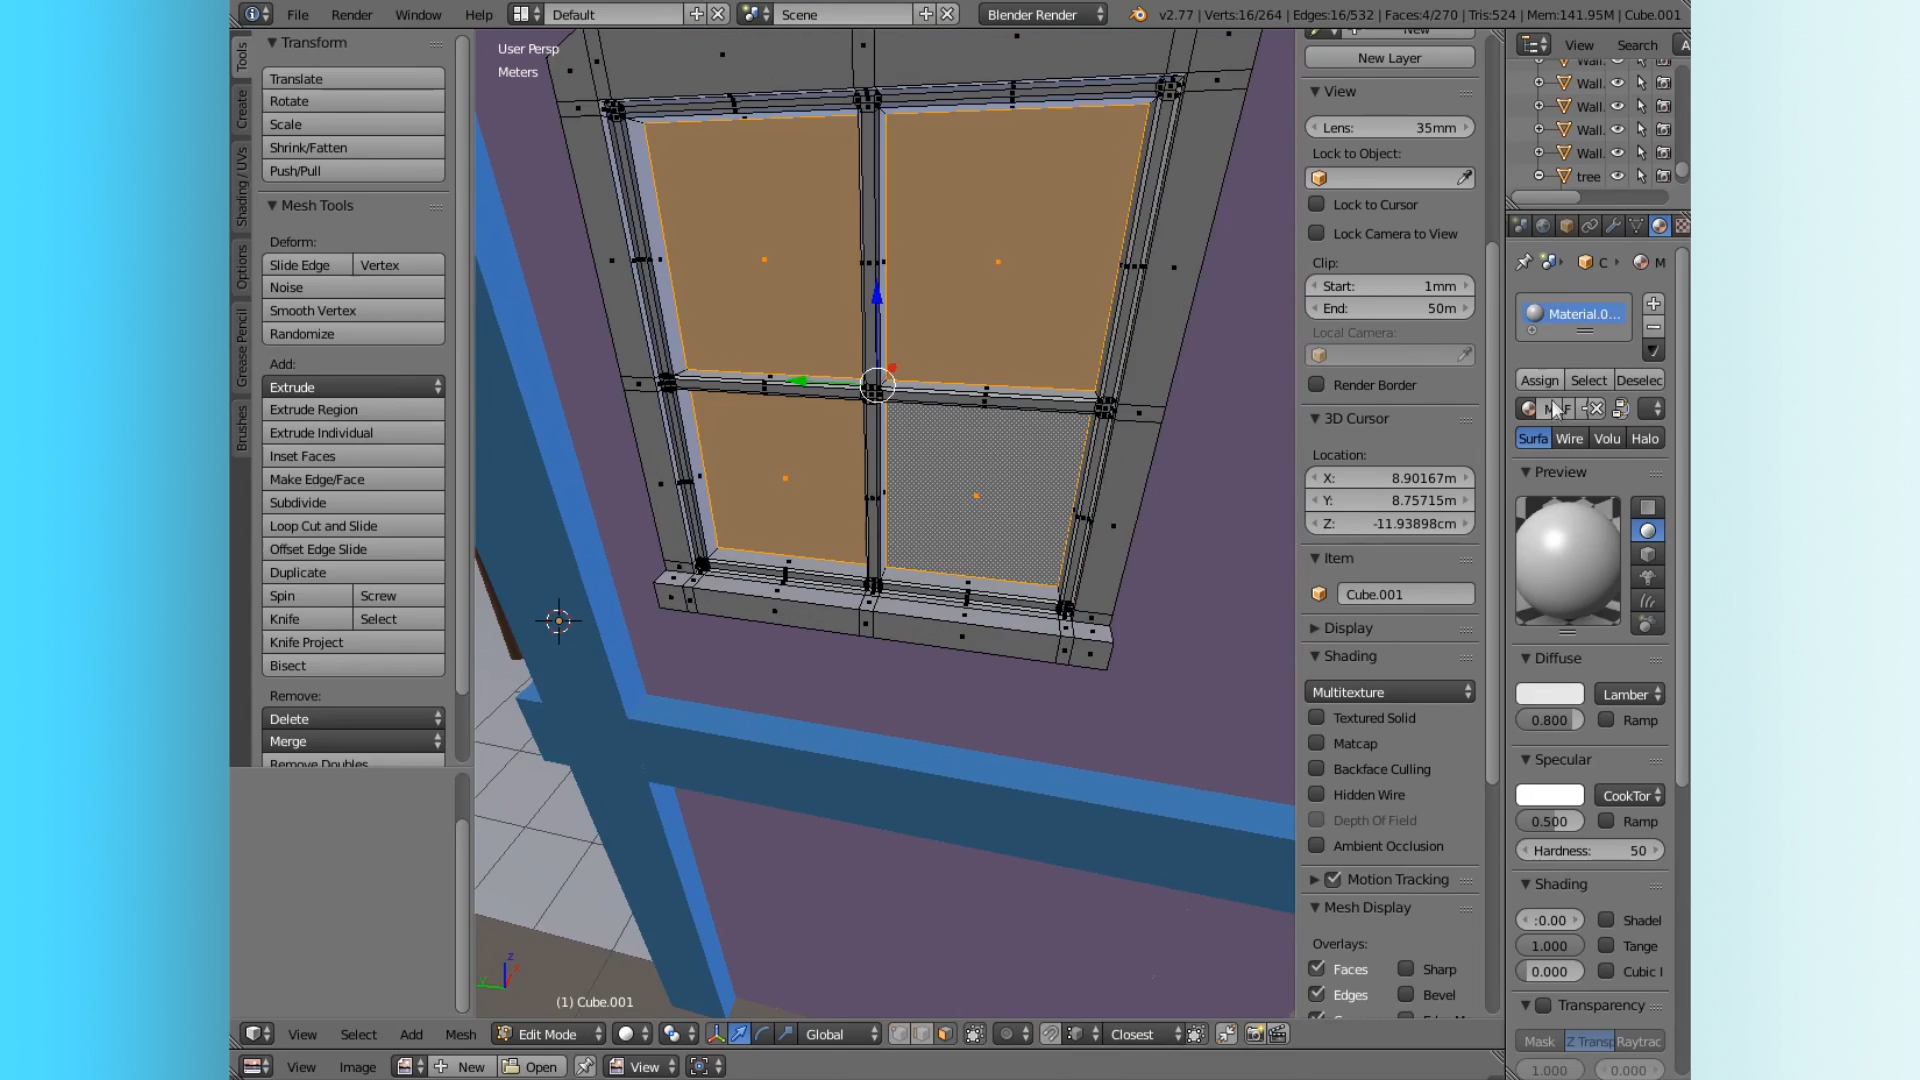 File Render Window Help Default Scene Blender Render v2.77 | Verts:16/264 | Edges:16/532 | Faces:4/270 | Tris:524 | Mem:141.95M | Cube.001
Tools
Create
Shading / UVs
Options
Grease Pencil
Brushes
Transform
Translate
Rotate
Scale
Shrink/Fatten
Push/Pull
Mesh Tools
Deform:
Slide Edge Vertex
Noise
Smooth Vertex
Randomize
Add:
Extrude
Extrude Region
Extrude Individual
Inset Faces
Make Edge/Face
Subdivide
Loop Cut and Slide
Offset Edge Slide
Duplicate
Spin Screw
Knife Select
Knife Project
Bisect
Remove:
Delete
Merge
Remove Doubles
User Persp
Meters
(1) Cube.001
New
New Layer
View
Lens: 35mm
Lock to Object:
Lock to Cursor
Lock Camera to View
Clip:
Start: 1mm
End: 50m
Local Camera:
Render Border
3D Cursor
Location:
X: 8.90167m
Y: 8.75715m
Z: -11.93898cm
Item
Cube.001
Display
Shading
Multitexture
Textured Solid
Matcap
Backface Culling
Hidden Wire
Depth Of Field
Ambient Occlusion
Motion Tracking
Mesh Display
Overlays:
Faces Sharp
Edges Bevel
View Search A
Wall.
Wall.
Wall.
Wall.
Wall.
tree
C M
Material.0...
Assign Select Deselec
F
Surfa Wire Volu Halo
Preview
Diffuse
Lamber
0.800 Ramp
Specular
CookTor
0.500 Ramp
Hardness: 50
Shading
:0.00 Shadel
1.000 Tange
0.000 Cubic I
Transparency
Mask Z Transp Raytrac
1.000 0.000
View Select Add Mesh Edit Mode Global Closest
View Image New Open View
z